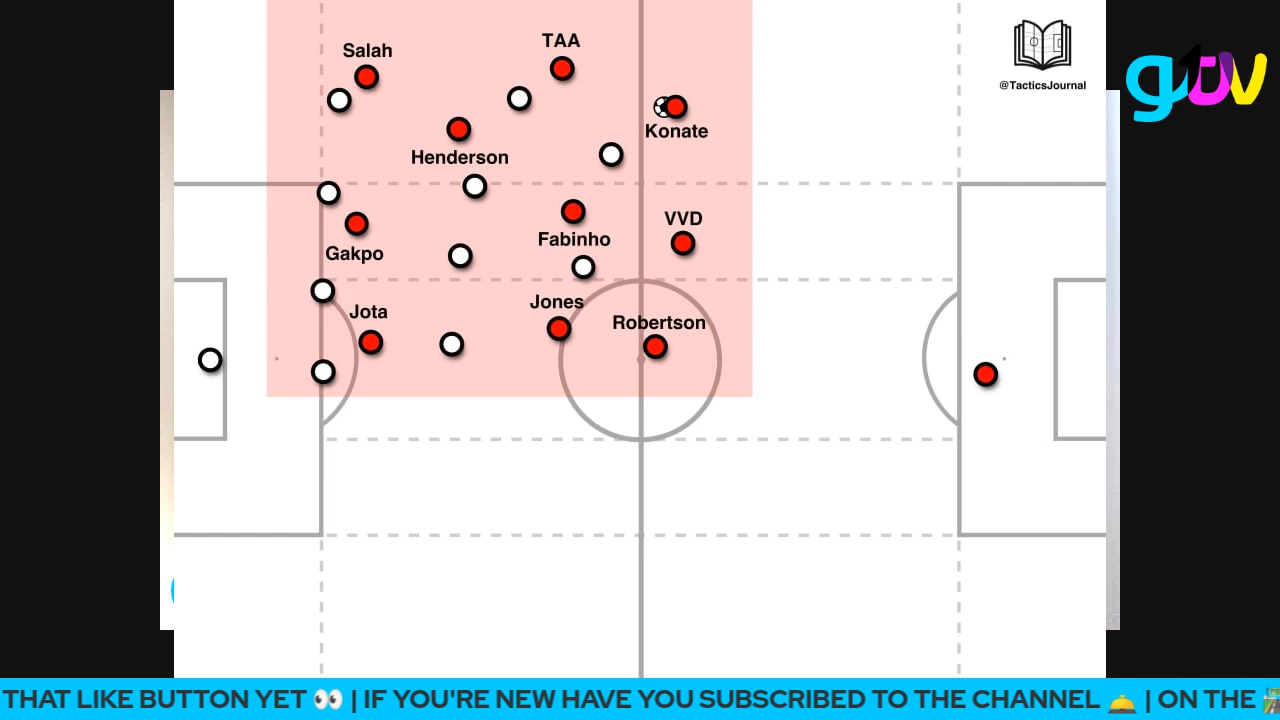 TAA
Salah
@TacticsJournal
gtv
Konate
Henderson
VVD
Fabinho
Gakpo
Jones
Jota
Robertson
THAT LIKE BUTTON YET 👀 | IF YOU'RE NEW HAVE YOU SUBSCRIBED TO THE CHANNEL 🛎️ | ON THE